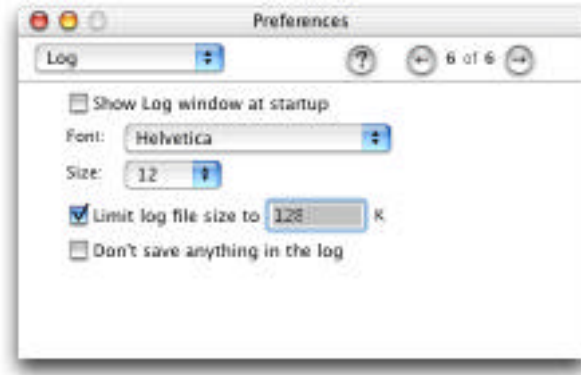 Preferences
Log ? 6 of 6
Show Log window at startup
Font: Helvetica
Size: 12
Limit log file size to 128 K
Don't save anything in the log